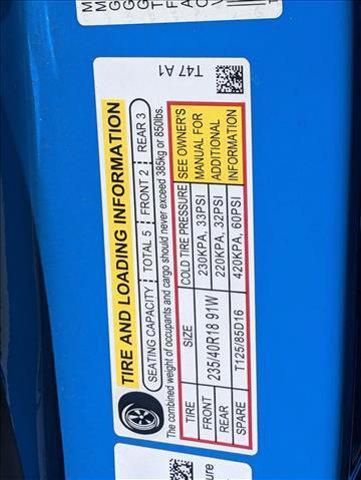 T47 A1
TIRE AND LOADING INFORMATION
SEATING CAPACITY | TOTAL 5 | FRONT 2 | REAR 3
The combined weight of occupants and cargo should never exceed 385kg or 850lbs.
TIRE SIZE COLD TIRE PRESSURE SEE OWNER'S
FRONT 235/40R18 91W 230KPA, 33PSI MANUAL FOR
REAR 220KPA, 32PSI ADDITIONAL
SPARE T125/85D16 420KPA, 60PSI INFORMATION